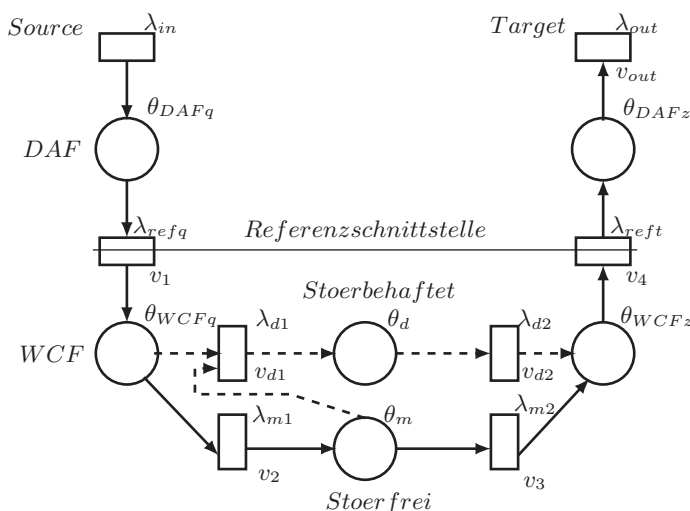 Source λ_in Target λ_out
v_out
θ_DAFq θ_DAFz
DAF
λ_refq Referenzschnittstelle λ_reft
v_1 v_4
Stoerbehaftet
θ_WCFq λ_d1 θ_d λ_d2 θ_WCFz
WCF
v_d1 v_d2
λ_m1 θ_m λ_m2
v_2 v_3
Stoerfrei